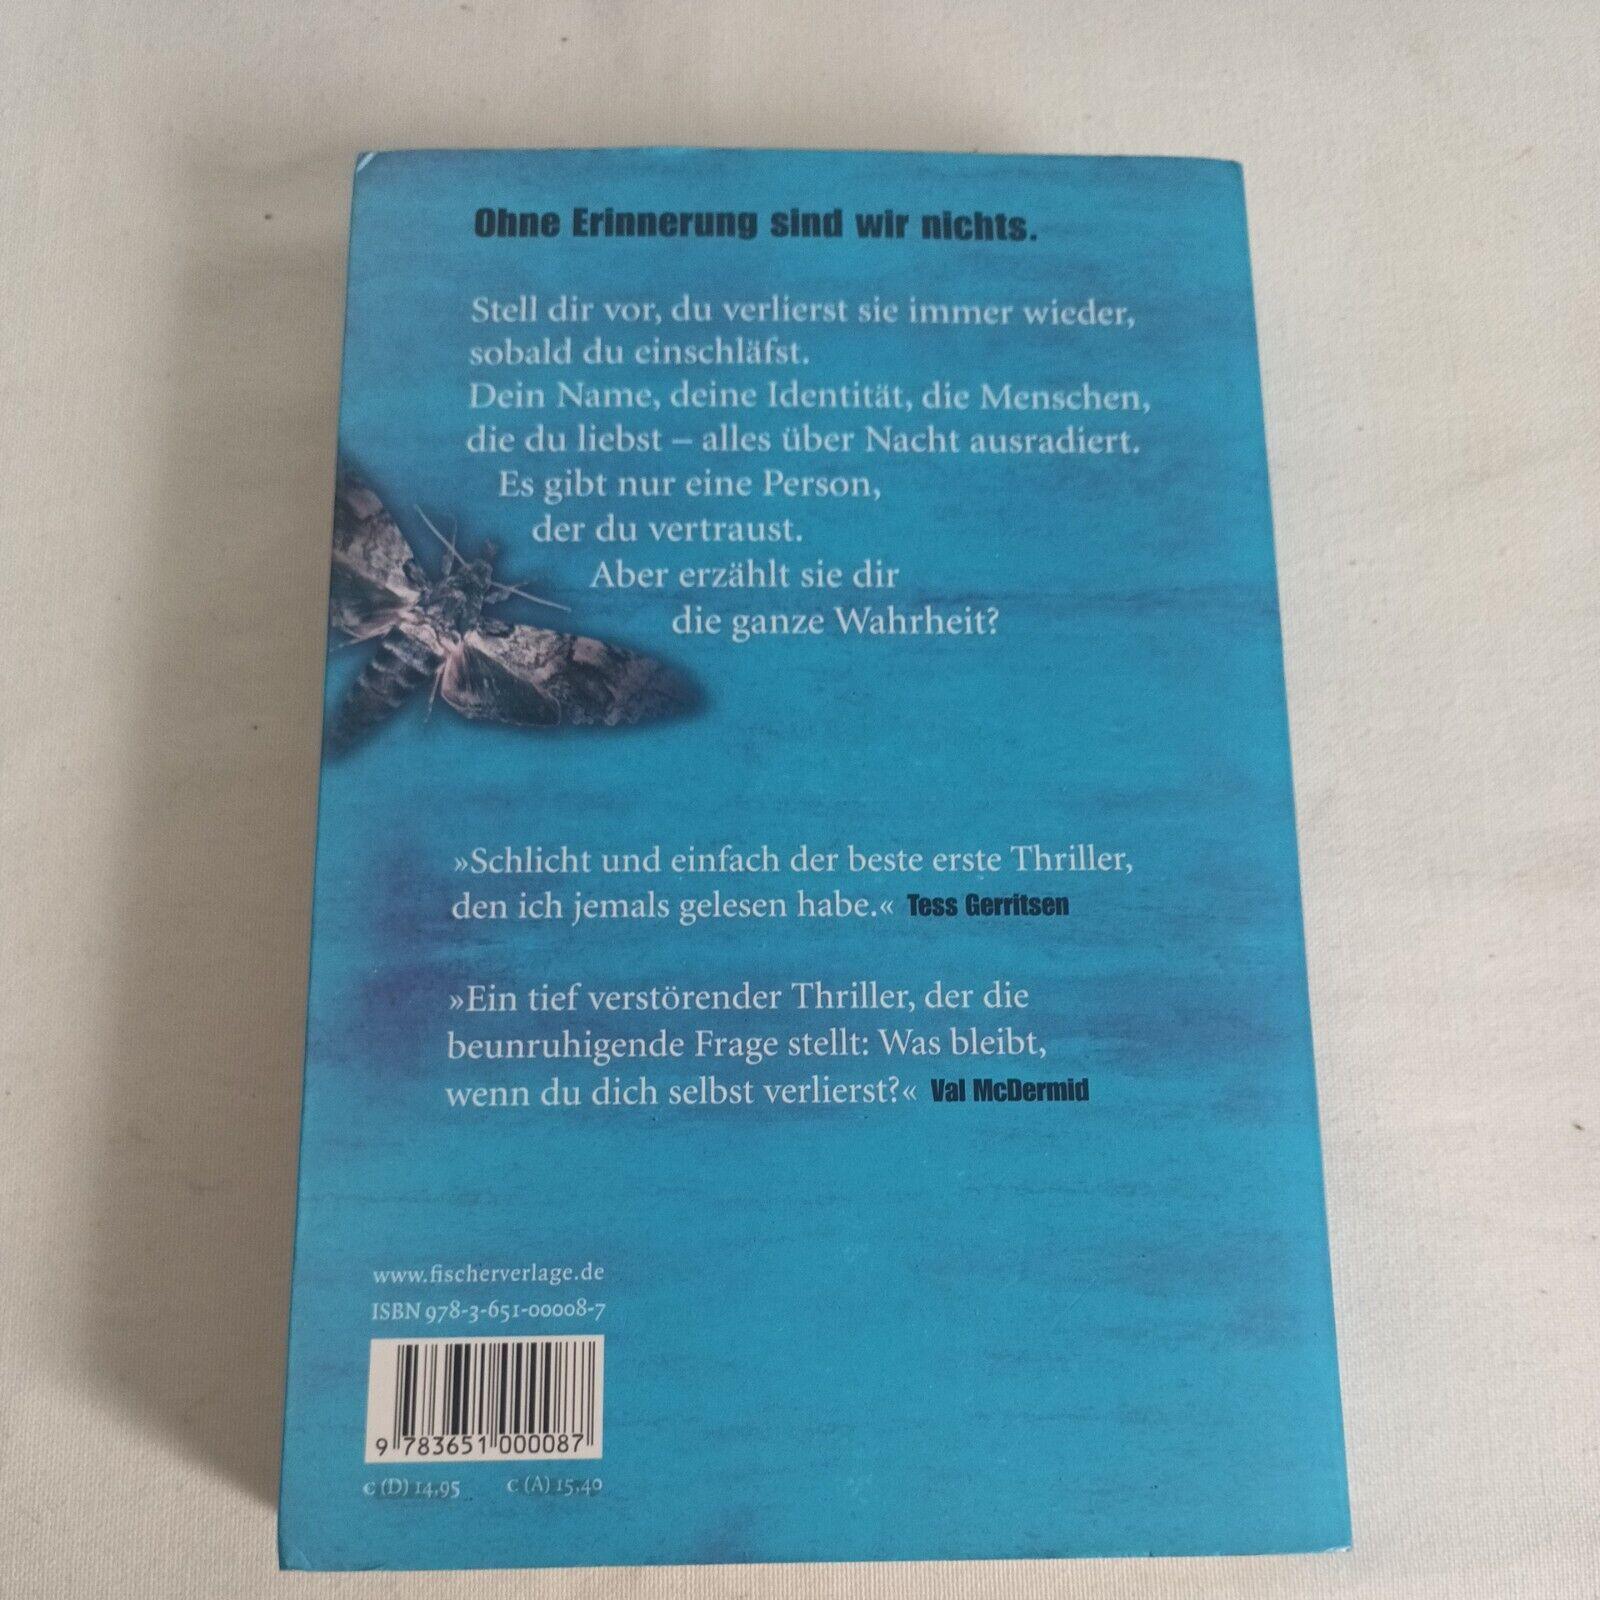 Ohne Erinnerung sind wir nichts.
Stell dir vor, du verlierst sie immer wieder,
sobald du einschläfst.
Dein Name, deine Identität, die Menschen,
die du liebst – alles über Nacht ausradiert.
Es gibt nur eine Person,
der du vertraust.
Aber erzählt sie dir
die ganze Wahrheit?
»Schlicht und einfach der beste erste Thriller,
den ich jemals gelesen habe.« Tess Gerritsen
»Ein tief verstörender Thriller, der die
beunruhigende Frage stellt: Was bleibt,
wenn du dich selbst verlierst?« Val McDermid
www.fischerverlage.de
ISBN 978-3-651-00008-7
9 783651 000087
€ (D) 14,95 € (A) 15,40